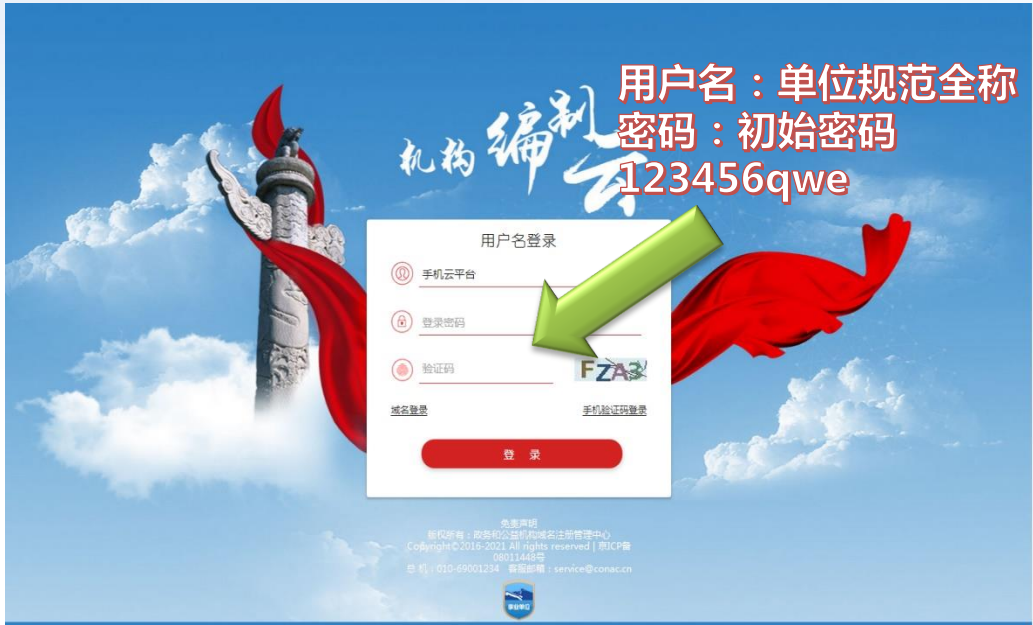 用户名：单位规范全称
密码：初始密码
123456qwe
机构编制云
用户名登录
手机云平台
登录密码
验证码
FZA3
域名登录
手机验证码登录
登 录
免责声明
版权所有：政务和公益机构域名注册管理中心
Copyright©2016-2021 All rights reserved | 京ICP备
08011448号
总 机：010-69001234 客服邮箱：service@conac.cn
事业单位